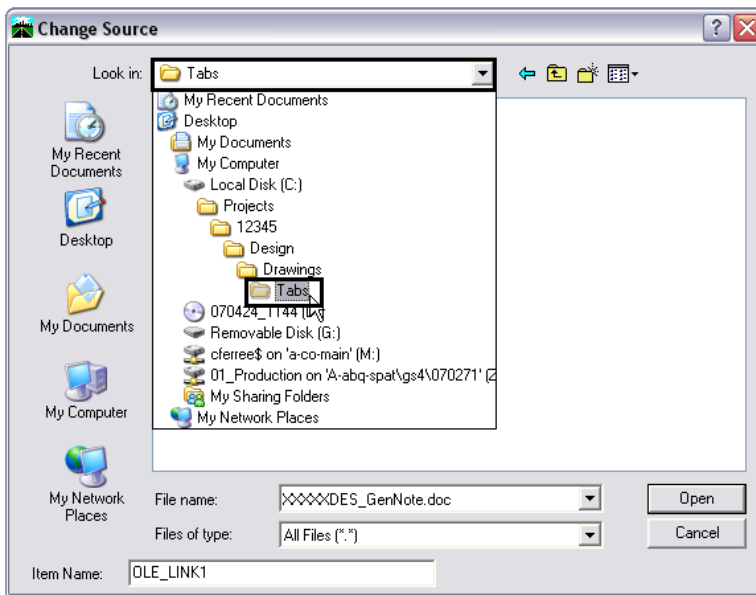 Change Source
Look in: Tabs
My Recent Documents
Desktop
My Documents
My Computer
Local Disk (C:)
Projects
12345
Design
Drawings
Tabs
070424_1144
Removable Disk (G:)
cferree$ on 'a-co-main' (M:)
01_Production on 'A-abq-spat\gs4\070271' (Z
My Sharing Folders
My Network Places
My Recent
Documents
Desktop
My Documents
My Computer
My Network
Places
File name: XXXXXDES_GenNote.doc
Open
Files of type: All Files (*.*)
Cancel
Item Name: OLE_LINK1